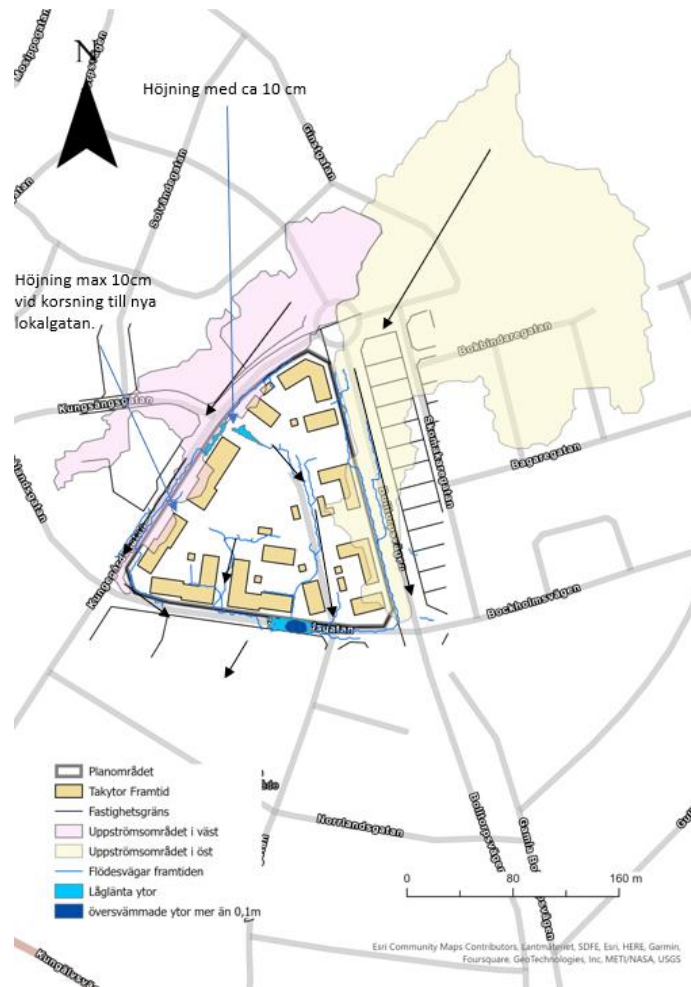 Mosippegatan
N
Höjning med ca 10 cm
Ginstgatan
Solvändegatan
Höjning max 10cm
vid korsning till nya
lokalgatan.
Bokbindaregatan
Kungsängsgatan
Skomakaregatan
Bagaregatan
Bockholmsvägen
Planområdet
Takytor Framtid
Fastighetsgräns
Uppströmsområdet i väst
Uppströmsområdet i öst
Flödesvägar framtiden
Låglänta ytor
översvämmade ytor mer än 0,1m
Norrlandsgatan
Gamla Bo
0 80 160 m
Esri Community Maps Contributors, Lantmäteriet, SDFE, Esri, HERE, Garmin,
Foursquare, GeoTechnologies, Inc, METI/NASA, USGS